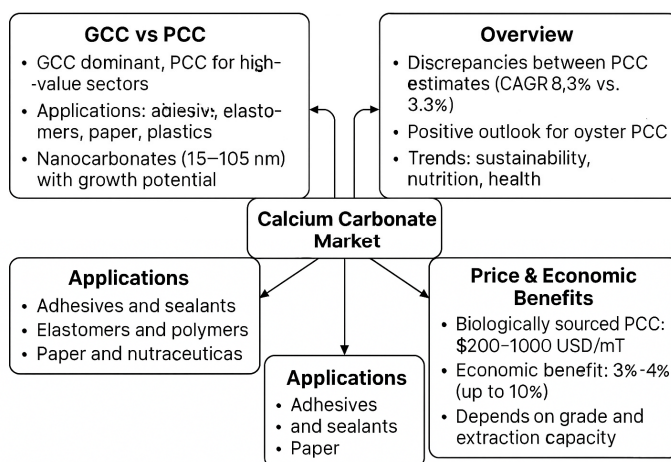 GCC vs PCC
• GCC dominant, PCC for high-
-value sectors
• Applications: adiesiv:, elasto-
mers, paper, plastics
• Nanocarbonates (15–105 nm)
with growth potential
Overview
• Discrepancies between PCC
estimates (CAGR 8,3% vs.
3.3%)
• Positive outlook for oyster PCC
• Trends: sustainability,
nutrition, health
Calcium Carbonate
Market
Applications
• Adhesives and sealants
• Elastomers and polymers
• Paper and nutraceuticas
Applications
• Adhesives
• and sealants
• Paper
Price & Economic
Benefits
• Biologically sourced PCC:
$200–1000 USD/mT
• Economic benefit: 3%-4%
(up to 10%)
• Depends on grade and
extraction capacity